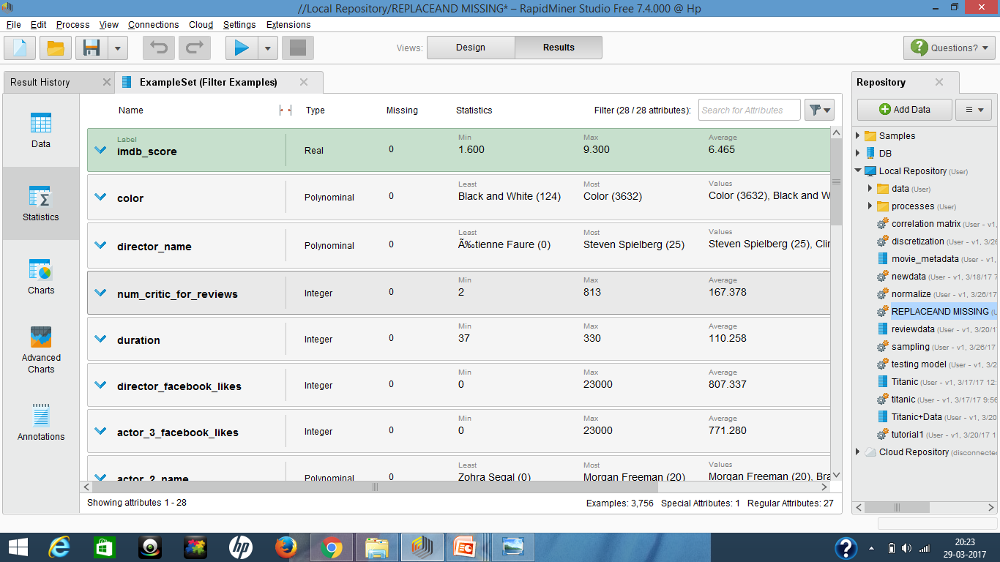 //Local Repository/REPLACEAND MISSING* – RapidMiner Studio Free 7.4.000 @ Hp
File Edit Process View Connections Cloud Settings Extensions
Views: Design Results Questions?
Result History ExampleSet (Filter Examples)
Name Type Missing Statistics Filter (28 / 28 attributes): Search for Attributes
Data
Statistics
Charts
Advanced
Charts
Annotations
Label Min Max Average
imdb_score Real 0 1.600 9.300 6.465
Least Most Values
color Polynominal 0 Black and White (124) Color (3632) Color (3632), Black and W
Least Most Values
director_name Polynominal 0 Ã‰tienne Faure (0) Steven Spielberg (25) Steven Spielberg (25), Clin
Min Max Average
num_critic_for_reviews Integer 0 2 813 167.378
Min Max Average
duration Integer 0 37 330 110.258
Min Max Average
director_facebook_likes Integer 0 0 23000 807.337
Min Max Average
actor_3_facebook_likes Integer 0 0 23000 771.280
Least Most Values
actor_2_name Polynominal 0 Zohra Segal (0) Morgan Freeman (20) Morgan Freeman (20), Bra
Showing attributes 1 - 28 Examples: 3,756 Special Attributes: 1 Regular Attributes: 27
Repository
Add Data
Samples
DB
Local Repository (User)
data (User)
processes (User)
correlation matrix (User - v1,
discretization (User - v1, 3/26
movie_metadata (User - v1,
newdata (User - v1, 3/18/17 7
normalize (User - v1, 3/26/17
REPLACEAND MISSING (U
reviewdata (User - v1, 3/20/17
sampling (User - v1, 3/26/17
testing model (User - v1, 3/2
Titanic (User - v1, 3/17/17 12:
titanic (User - v1, 3/17/17 9:56
Titanic+Data (User - v1, 3/20
tutorial1 (User - v1, 3/20/17 1
Cloud Repository (disconnected
hp
20:23
29-03-2017